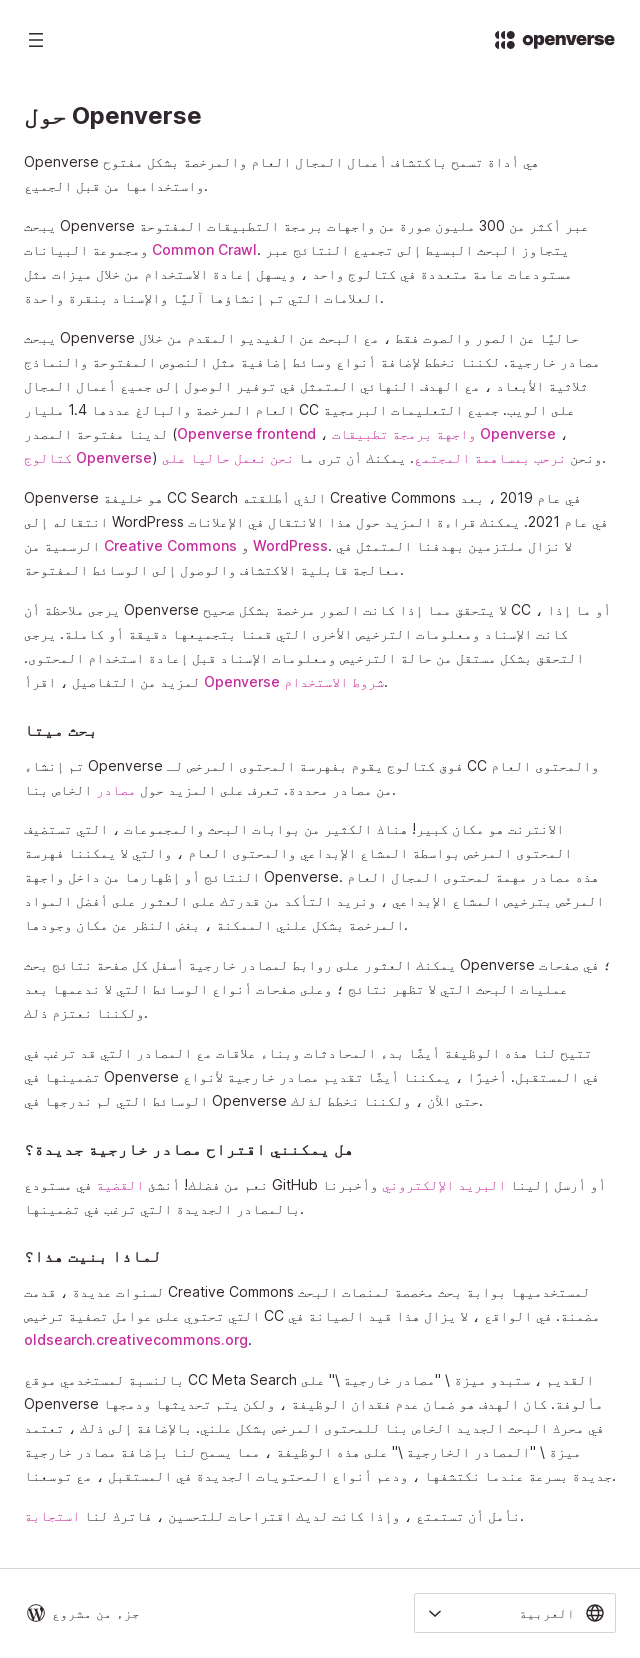 openverse
حول Openverse
Openverse هي أداة تسمح باكتشاف أعمال المجال العام والمرخصة بشكل مفتوح
واستخدامها من قبل الجميع.
يبحث Openverse عبر أكثر من 300 مليون صورة من واجهات برمجة التطبيقات المفتوحة
ومجموعة البيانات Common Crawl. يتجاوز البحث البسيط إلى تجميع النتائج عبر
مستودعات عامة متعددة في كتالوج واحد ، ويسهل إعادة الاستخدام من خلال ميزات مثل
العلامات التي تم إنشاؤها آليًا والإسناد بنقرة واحدة.
يبحث Openverse حاليًا عن الصور والصوت فقط ، مع البحث عن الفيديو المقدم من خلال
مصادر خارجية. لكننا نخطط لإضافة أنواع وسائط إضافية مثل النصوص المفتوحة والنماذج
ثلاثية الأبعاد ، مع الهدف النهائي المتمثل في توفير الوصول إلى جميع أعمال المجال
العام المرخصة والبالغ عددها 1.4 مليار CC على الويب. جميع التعليمات البرمجية
لدينا مفتوحة المصدر (Openverse frontend ، واجهة برمجة تطبيقات Openverse ،
كتالوج Openverse) ونحن نرحب بمساهمة المجتمع. يمكنك أن ترى ما نحن نعمل حاليا على.
Openverse هو خليفة CC Search الذي أطلقته Creative Commons في عام 2019 ، بعد
انتقاله إلى WordPress في عام 2021. يمكنك قراءة المزيد حول هذا الانتقال في الإعلانات
الرسمية من Creative Commons و WordPress. لا نزال ملتزمين بهدفنا المتمثل في
معالجة قابلية الاكتشاف والوصول إلى الوسائط المفتوحة.
يرجى ملاحظة أن Openverse لا يتحقق مما إذا كانت الصور مرخصة بشكل صحيح CC ، أو ما إذا
كانت الإسناد ومعلومات الترخيص الأخرى التي قمنا بتجميعها دقيقة أو كاملة. يرجى
التحقق بشكل مستقل من حالة الترخيص ومعلومات الإسناد قبل إعادة استخدام المحتوى.
لمزيد من التفاصيل ، اقرأ Openverse شروط الاستخدام.
بحث ميتا
تم إنشاء Openverse فوق كتالوج يقوم بفهرسة المحتوى المرخص لـ CC والمحتوى العام
من مصادر محددة. تعرف على المزيد حول مصادر الخاص بنا.
الانترنت هو مكان كبير! هناك الكثير من بوابات البحث والمجموعات ، التي تستضيف
المحتوى المرخص بواسطة المشاع الإبداعي والمحتوى العام ، والتي لا يمكننا فهرسة
النتائج أو إظهارها من داخل واجهة Openverse. هذه مصادر مهمة لمحتوى المجال العام
المرخّص بترخيص المشاع الإبداعي ، ونريد التأكد من قدرتك على العثور على أفضل المواد
المرخصة بشكل علني الممكنة ، بغض النظر عن مكان وجودها.
يمكنك العثور على روابط لمصادر خارجية أسفل كل صفحة نتائج بحث Openverse ؛ في صفحات
عمليات البحث التي لا تظهر نتائج ؛ وعلى صفحات أنواع الوسائط التي لا ندعمها بعد
ولكننا نعتزم ذلك.
تتيح لنا هذه الوظيفة أيضًا بدء المحادثات وبناء علاقات مع المصادر التي قد ترغب في
تضمينها في Openverse في المستقبل. أخيرًا ، يمكننا أيضًا تقديم مصادر خارجية لأنواع
الوسائط التي لم ندرجها في Openverse حتى الآن ، ولكننا نخطط لذلك.
هل يمكنني اقتراح مصادر خارجية جديدة؟
نعم من فضلك! أنشئ القضية في مستودع GitHub أو أرسل إلينا البريد الإلكتروني وأخبرنا
بالمصادر الجديدة التي ترغب في تضمينها.
لماذا بنيت هذا؟
لسنوات عديدة ، قدمت Creative Commons لمستخدميها بوابة بحث مخصصة لمنصات البحث
التي تحتوي على عوامل تصفية ترخيص CC مضمنة. في الواقع ، لا يزال هذا قيد الصيانة في
oldsearch.creativecommons.org.
بالنسبة لمستخدمي موقع CC Meta Search القديم ، ستبدو ميزة \ "مصادر خارجية \" على
Openverse مألوفة. كان الهدف هو ضمان عدم فقدان الوظيفة ، ولكن يتم تحديثها ودمجها
في محرك البحث الجديد الخاص بنا للمحتوى المرخص بشكل علني. بالإضافة إلى ذلك ، تعتمد
ميزة \ "المصادر الخارجية \" على هذه الوظيفة ، مما يسمح لنا بإضافة مصادر خارجية
جديدة بسرعة عندما نكتشفها ، ودعم أنواع المحتويات الجديدة في المستقبل ، مع توسعنا.
نأمل أن تستمتع ، وإذا كانت لديك اقتراحات للتحسين ، فاترك لنا استجابة.
جزء من مشروع
العربية